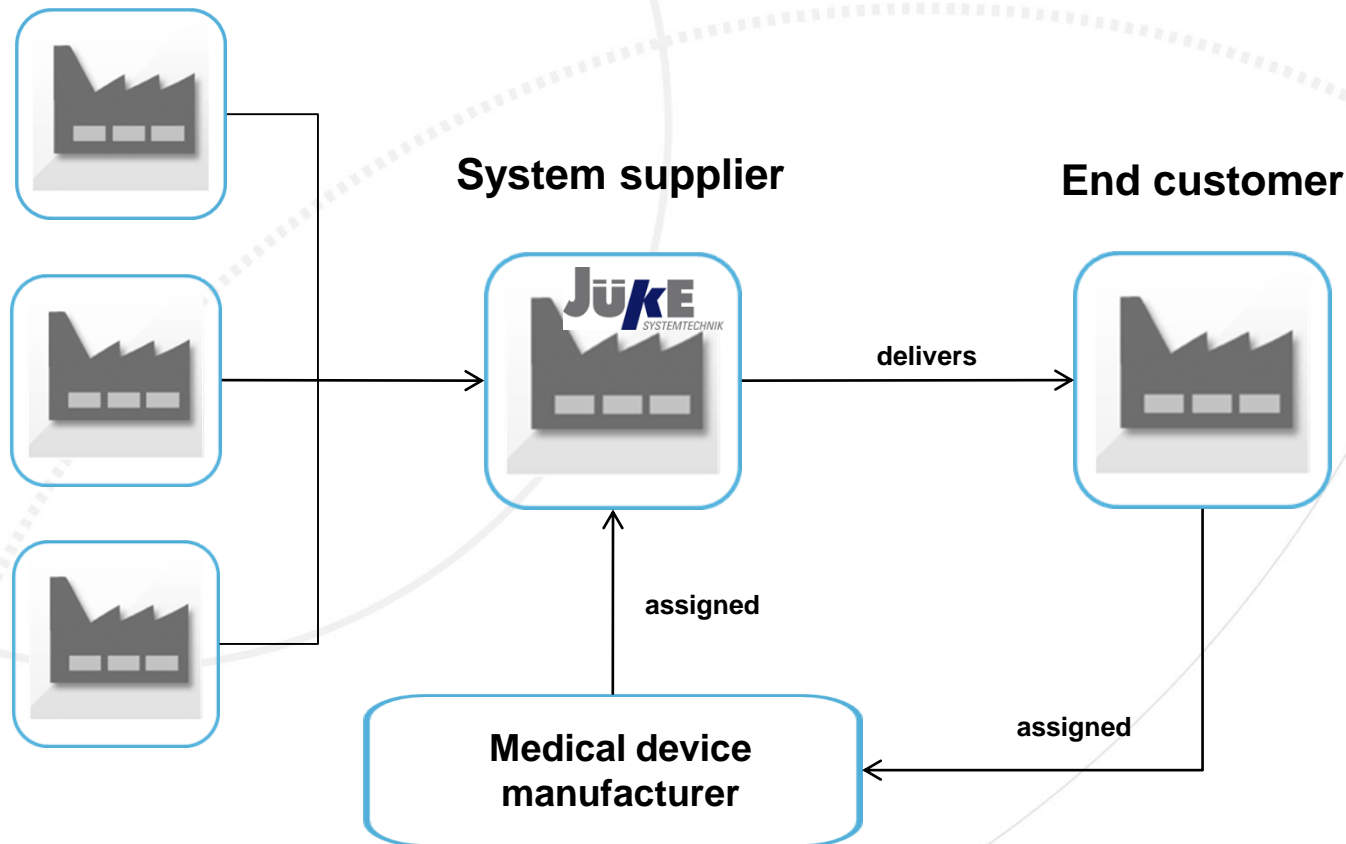 System supplier
End customer
JüKE
SYSTEMTECHNIK
delivers
assigned
assigned
Medical device
manufacturer